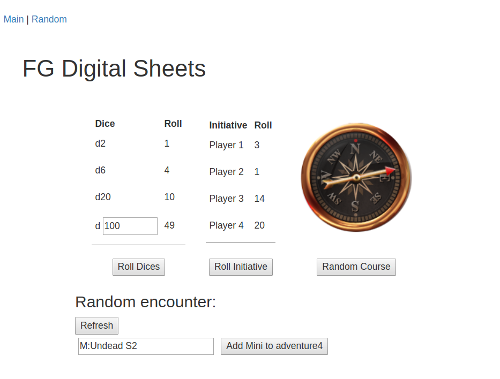 Main | Random
FG Digital Sheets
Dice Roll
d2 1
d6 4
d20 10
d 100 49
Initiative Roll
Player 1 3
Player 2 1
Player 3 14
Player 4 20
N
NE
SE
S
SW
NW
Roll Dices
Roll Initiative
Random Course
Random encounter:
Refresh
M:Undead S2
Add Mini to adventure4